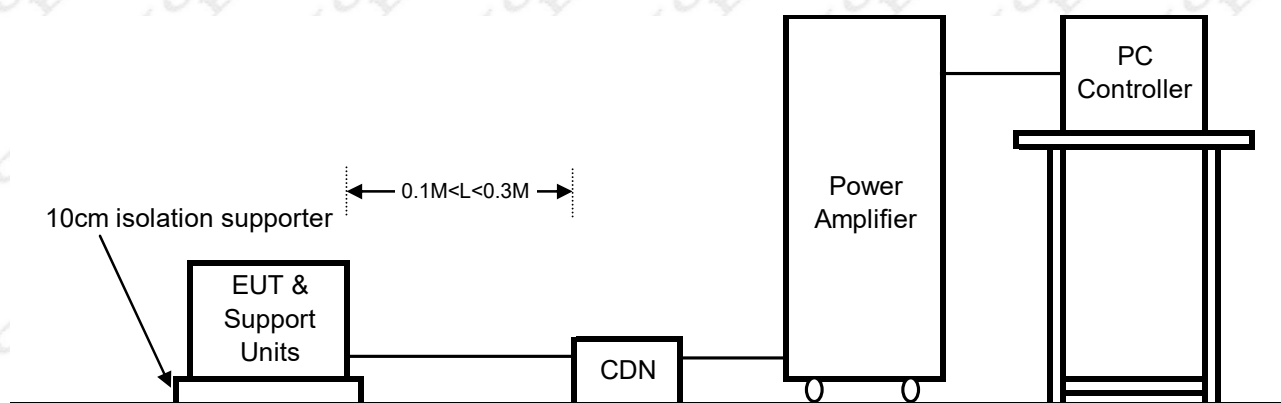 PC
Controller
0.1M<L<0.3M
Power
Amplifier
10cm isolation supporter
EUT &
Support
Units
CDN